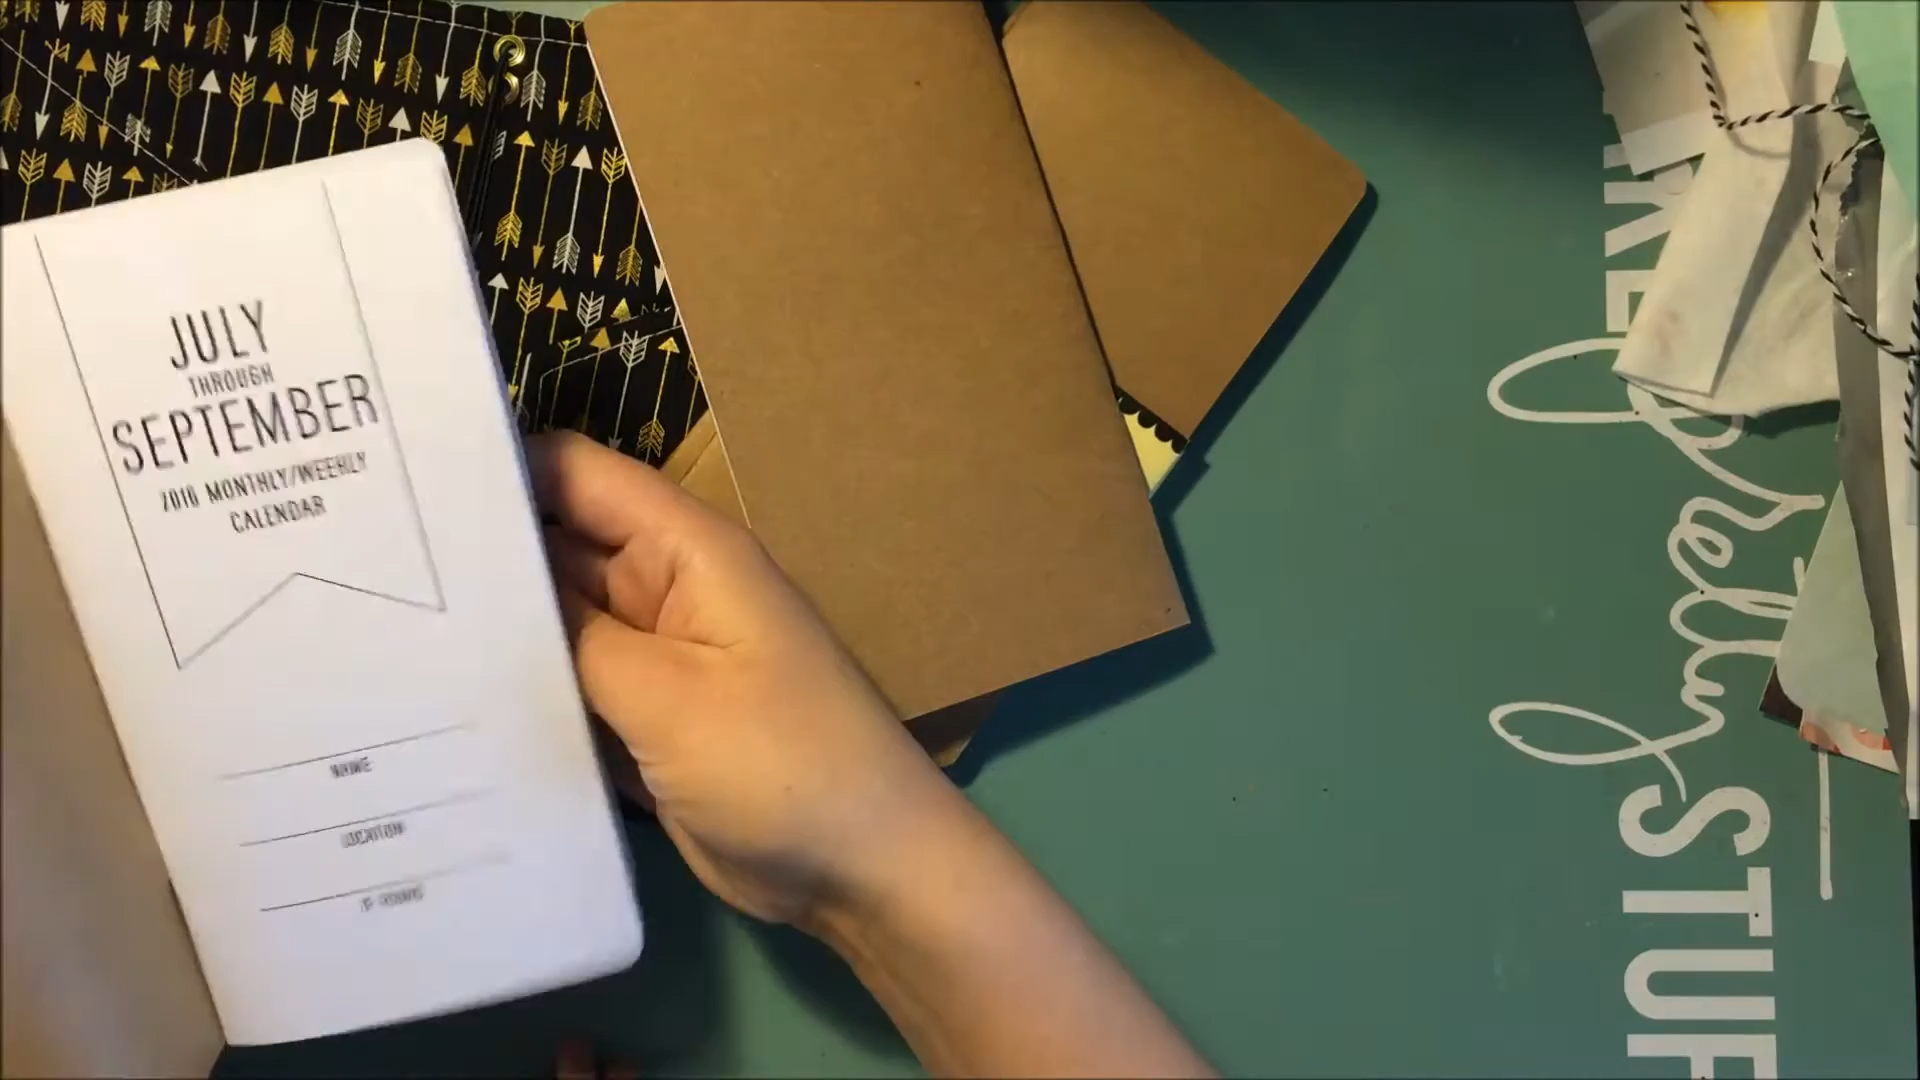 JULY
THROUGH
SEPTEMBER
2016 MONTHLY/WEEKLY
CALENDAR
NAME
LOCATION
Pretty
STUF